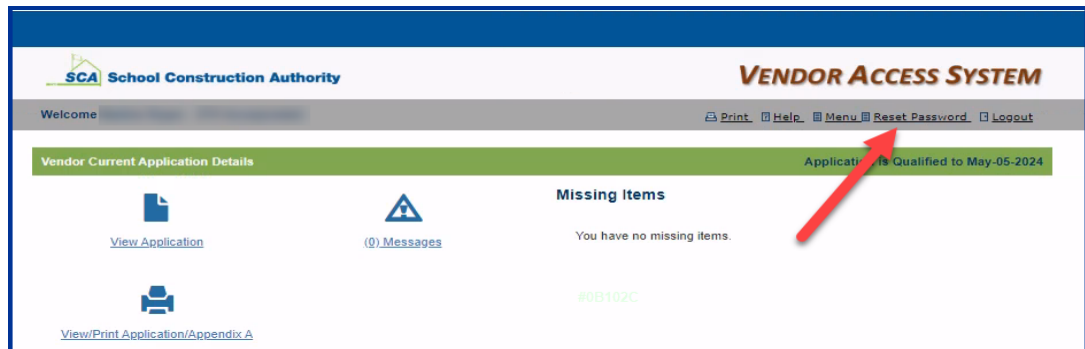 SCA School Construction Authority
VENDOR ACCESS SYSTEM
Welcome
Print Help Menu Reset Password Logout
Vendor Current Application Details
Application is Qualified to May-05-2024
View Application
(0) Messages
Missing Items
You have no missing items.
#0B102C
View/Print Application/Appendix A